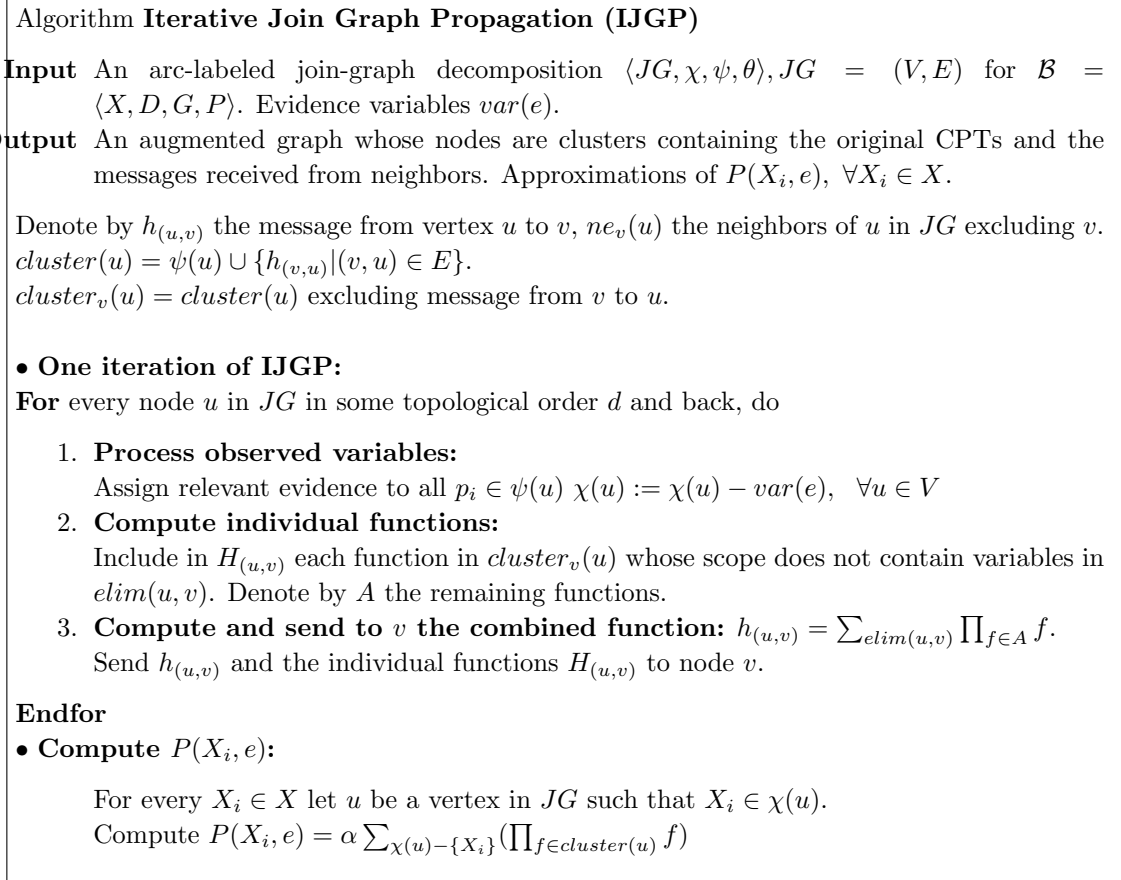 Algorithm Iterative Join Graph Propagation (IJGP)
Input An arc-labeled join-graph decomposition ⟨JG, χ, ψ, θ⟩, JG = (V, E) for ℬ =
⟨X, D, G, P⟩. Evidence variables var(e).
utput An augmented graph whose nodes are clusters containing the original CPTs and the
messages received from neighbors. Approximations of P(X_i, e), ∀X_i ∈ X.
Denote by h_(u,v) the message from vertex u to v, ne_v(u) the neighbors of u in JG excluding v.
cluster(u) = ψ(u) ∪ {h_(v,u)|(v, u) ∈ E}.
cluster_v(u) = cluster(u) excluding message from v to u.
• One iteration of IJGP:
For every node u in JG in some topological order d and back, do
1. Process observed variables:
Assign relevant evidence to all p_i ∈ ψ(u) χ(u) := χ(u) − var(e), ∀u ∈ V
2. Compute individual functions:
Include in H_(u,v) each function in cluster_v(u) whose scope does not contain variables in
elim(u, v). Denote by A the remaining functions.
3. Compute and send to v the combined function: h_(u,v) = ∑_elim(u,v) ∏_f∈A f.
Send h_(u,v) and the individual functions H_(u,v) to node v.
Endfor
• Compute P(X_i, e):
For every X_i ∈ X let u be a vertex in JG such that X_i ∈ χ(u).
Compute P(X_i, e) = α ∑_χ(u)−{X_i} (∏_f∈cluster(u) f)